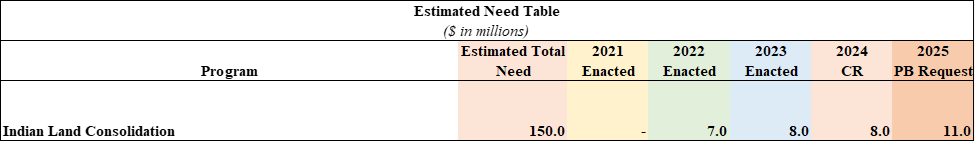 Estimated Need Table
($ in millions)
Program Estimated Total Need 2021 Enacted 2022 Enacted 2023 Enacted 2024 CR 2025 PB Request
Indian Land Consolidation 150.0 - 7.0 8.0 8.0 11.0